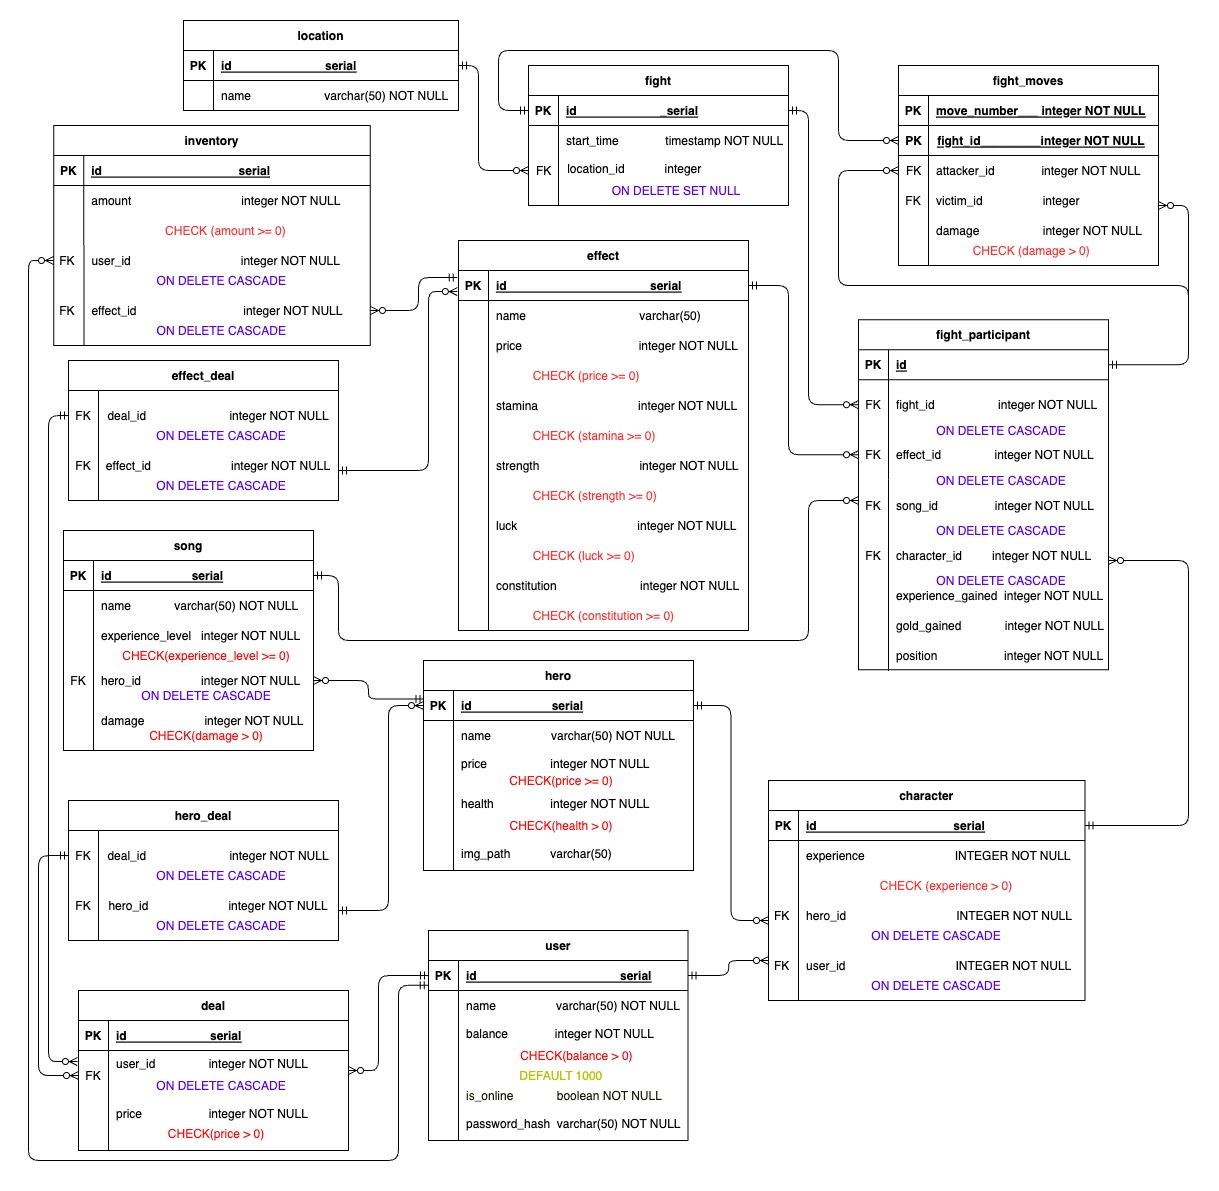 location
PK id serial
name varchar(50) NOT NULL
fight
PK id _serial
start_time timestamp NOT NULL
FK location_id integer
ON DELETE SET NULL
fight_moves
PK move_number___ integer NOT NULL
PK fight_id integer NOT NULL
FK attacker_id integer NOT NULL
FK victim_id integer
damage integer NOT NULL
CHECK (damage > 0)
inventory
PK id serial
amount integer NOT NULL
CHECK (amount >= 0)
FK user_id integer NOT NULL
ON DELETE CASCADE
FK effect_id integer NOT NULL
ON DELETE CASCADE
effect
PK id serial
name varchar(50)
price integer NOT NULL
CHECK (price >= 0)
stamina integer NOT NULL
CHECK (stamina >= 0)
strength integer NOT NULL
CHECK (strength >= 0)
luck integer NOT NULL
CHECK (luck >= 0)
constitution integer NOT NULL
CHECK (constitution >= 0)
fight_participant
PK id
FK fight_id integer NOT NULL
ON DELETE CASCADE
FK effect_id integer NOT NULL
ON DELETE CASCADE
FK song_id integer NOT NULL
ON DELETE CASCADE
FK character_id integer NOT NULL
ON DELETE CASCADE
experience_gained integer NOT NULL
gold_gained integer NOT NULL
position integer NOT NULL
effect_deal
FK deal_id integer NOT NULL
ON DELETE CASCADE
FK effect_id integer NOT NULL
ON DELETE CASCADE
song
PK id serial
name varchar(50) NOT NULL
experience_level integer NOT NULL
CHECK(experience_level >= 0)
FK hero_id integer NOT NULL
ON DELETE CASCADE
damage integer NOT NULL
CHECK(damage > 0)
hero
PK id serial
name varchar(50) NOT NULL
price integer NOT NULL
CHECK(price >= 0)
health integer NOT NULL
CHECK(health > 0)
img_path varchar(50)
character
PK id serial
experience INTEGER NOT NULL
CHECK (experience > 0)
FK hero_id INTEGER NOT NULL
ON DELETE CASCADE
FK user_id INTEGER NOT NULL
ON DELETE CASCADE
hero_deal
FK deal_id integer NOT NULL
ON DELETE CASCADE
FK hero_id integer NOT NULL
ON DELETE CASCADE
user
PK id serial
name varchar(50) NOT NULL
balance integer NOT NULL
CHECK(balance > 0)
DEFAULT 1000
is_online boolean NOT NULL
password_hash varchar(50) NOT NULL
deal
PK id serial
user_id integer NOT NULL
FK
ON DELETE CASCADE
price integer NOT NULL
CHECK(price > 0)